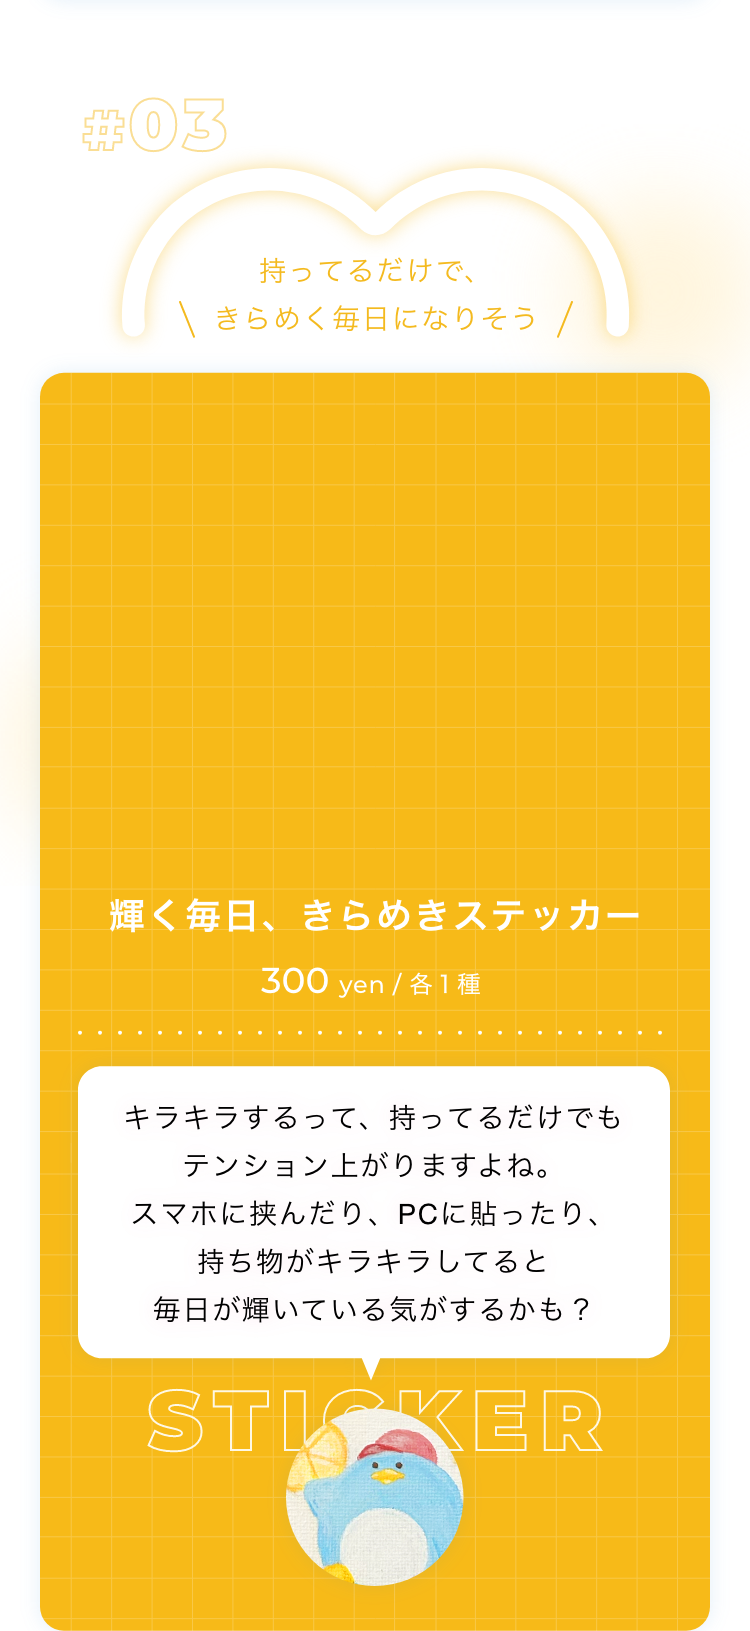 #03
持ってるだけで、
\ きらめく毎日になりそう /
輝く毎日、きらめきステッカー
300 yen / 各1種
キラキラするって、持ってるだけでも
テンション上がりますよね。
スマホに挟んだり、PCに貼ったり、
持ち物がキラキラしてると
毎日が輝いている気がするかも？
STICKER